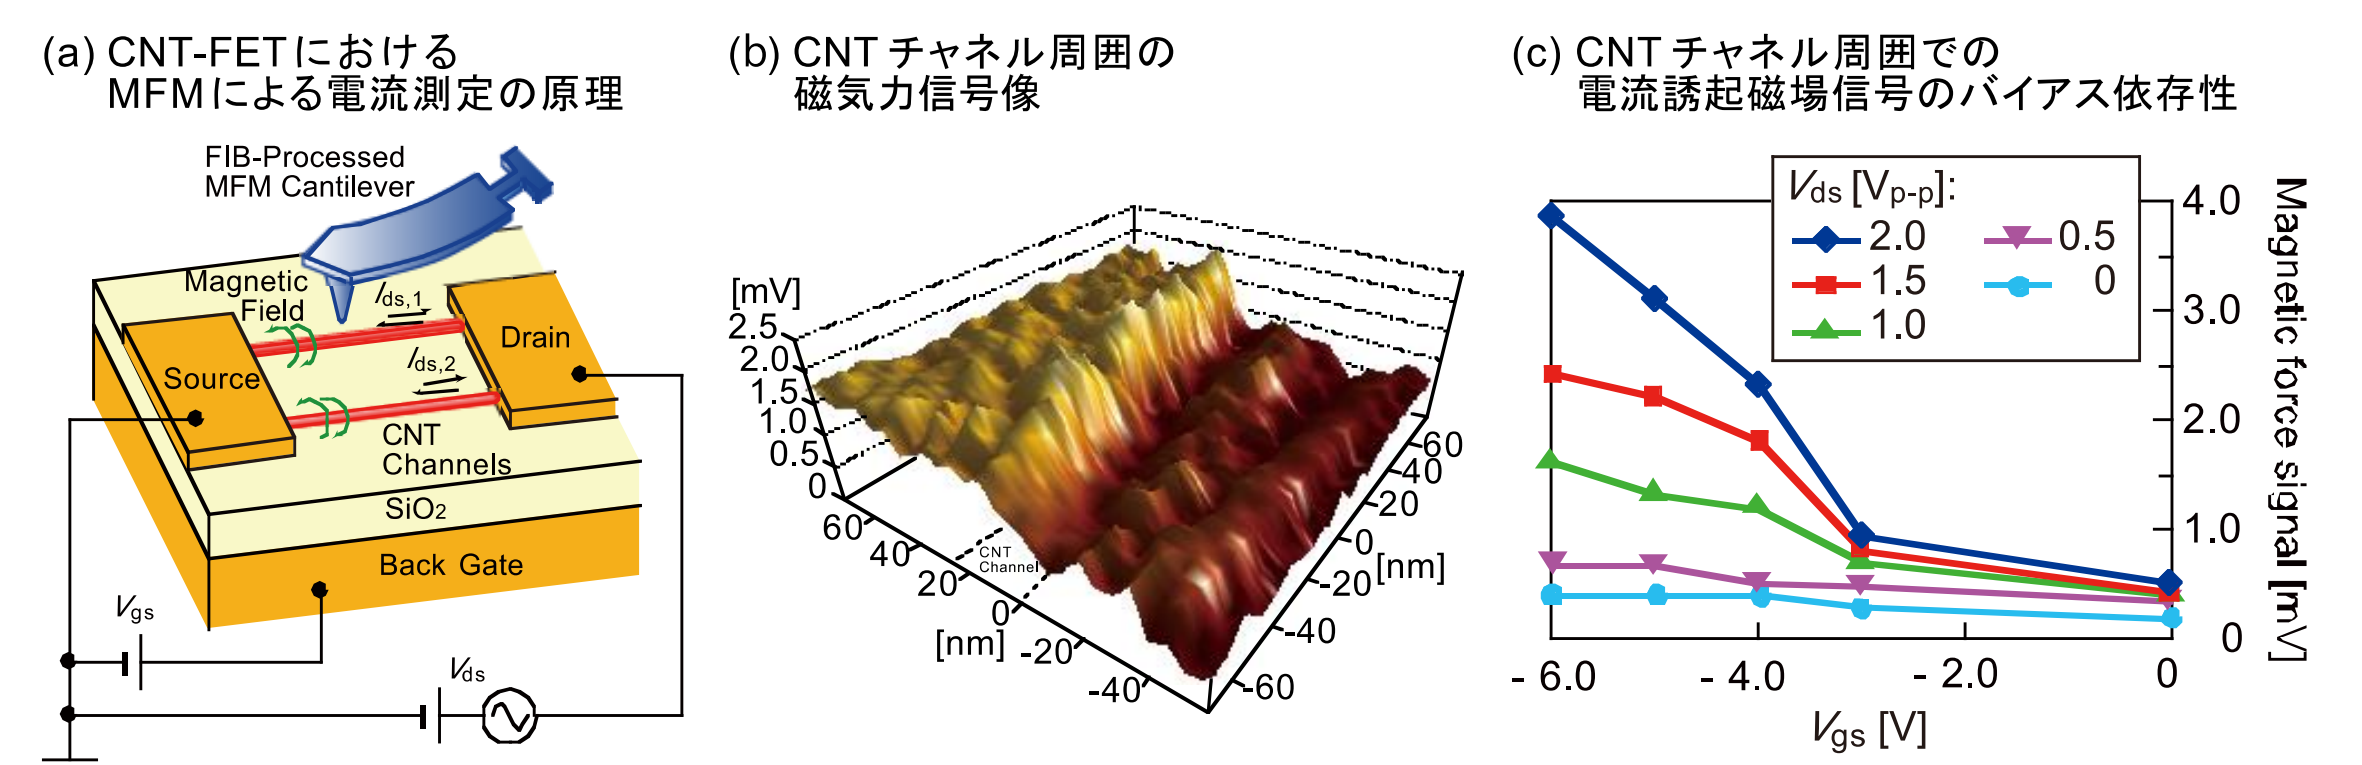 (a) CNT-FETにおける
MFMによる電流測定の原理
FIB-Processed
MFM Cantilever
Magnetic
Field
Ids,1
Drain
Ids,2
Source
CNT
Channels
SiO2
Back Gate
Vgs
Vds
(b) CNTチャネル周囲の
磁気力信号像
[mV]
2.5
2.0
1.5
1.0
0.5
0
60
40
20
0
-20
-40
[nm]
CNT
Channel
60
40
20
0
-20
-40
-60
[nm]
(c) CNTチャネル周囲での
電流誘起磁場信号のバイアス依存性
Vds [Vp-p]:
2.0
0.5
1.5
0
1.0
4.0
3.0
2.0
1.0
0
Magnetic force signal [mV]
- 6.0
- 4.0
- 2.0
0
Vgs [V]